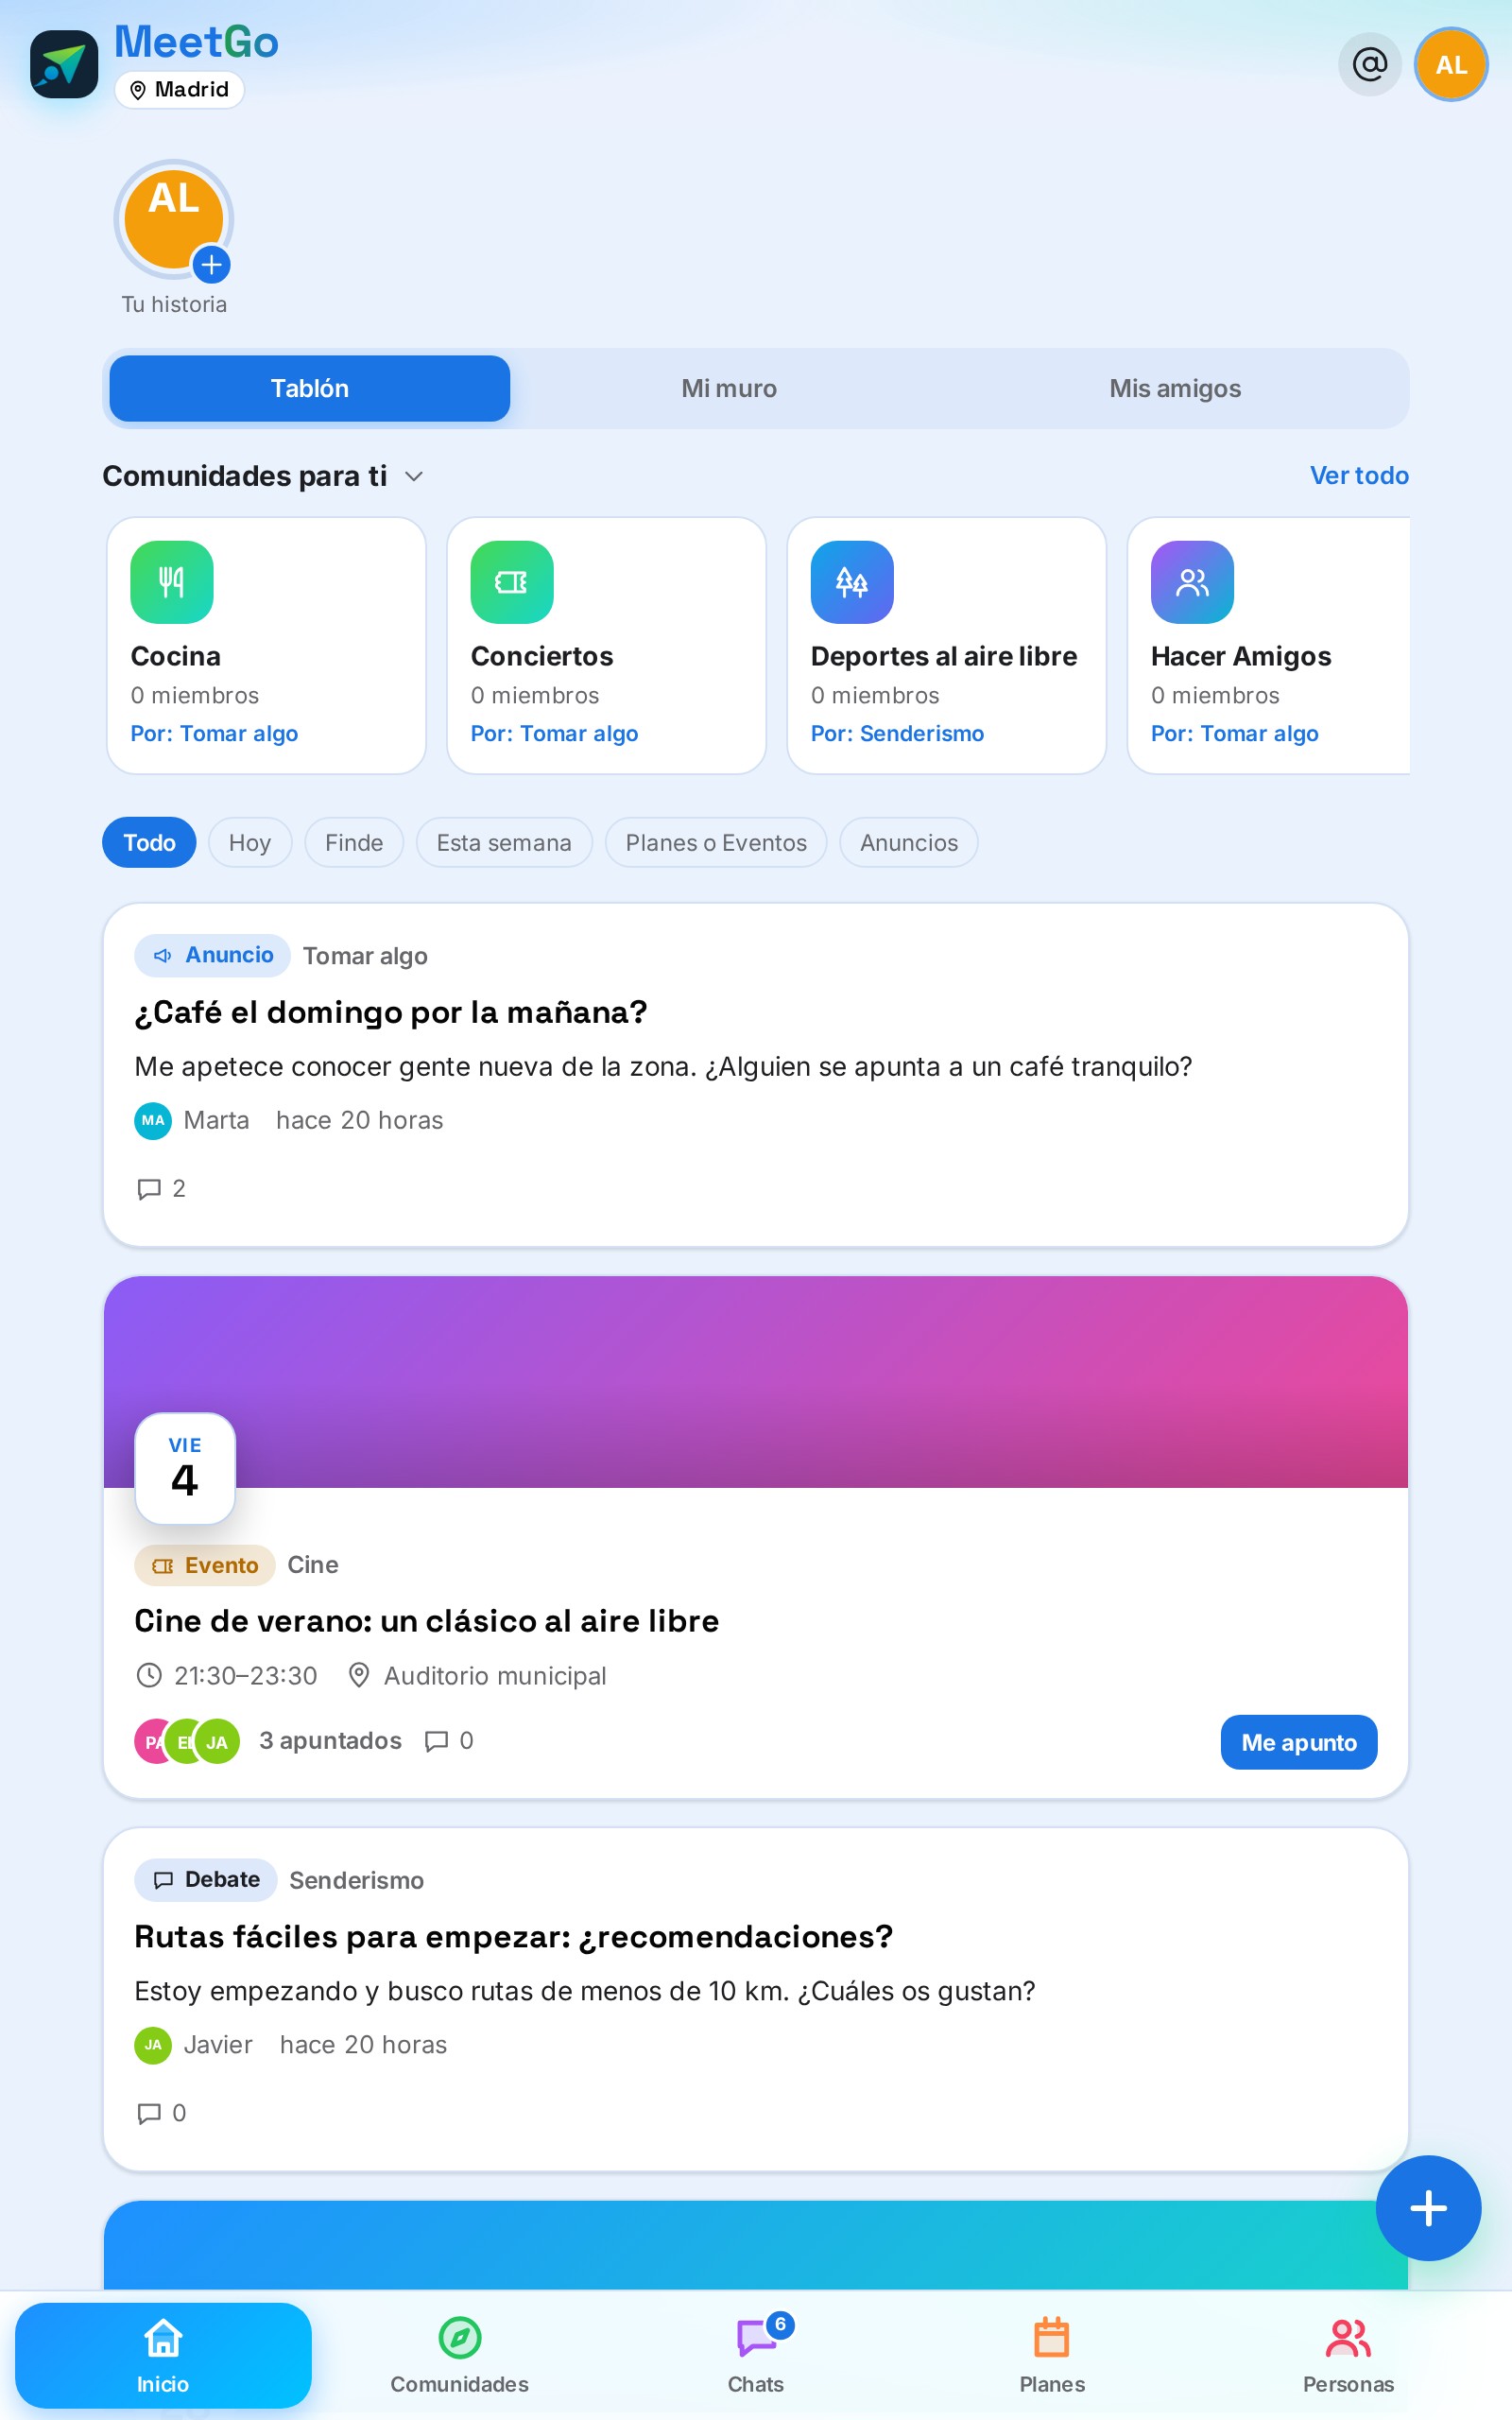 MeetGo
Madrid
@
AL
AL
Tu historia
Tablón
Mi muro
Mis amigos
Comunidades para ti
Ver todo
Cocina
0 miembros
Por: Tomar algo
Conciertos
0 miembros
Por: Tomar algo
Deportes al aire libre
0 miembros
Por: Senderismo
Hacer Amigos
0 miembros
Por: Tomar algo
Todo
Hoy
Finde
Esta semana
Planes o Eventos
Anuncios
Anuncio
Tomar algo
¿Café el domingo por la mañana?
Me apetece conocer gente nueva de la zona. ¿Alguien se apunta a un café tranquilo?
MA
Marta
hace 20 horas
2
VIE
4
Evento
Cine
Cine de verano: un clásico al aire libre
21:30–23:30
Auditorio municipal
PA
JA
3 apuntados
0
Me apunto
Debate
Senderismo
Rutas fáciles para empezar: ¿recomendaciones?
Estoy empezando y busco rutas de menos de 10 km. ¿Cuáles os gustan?
JA
Javier
hace 20 horas
0
Inicio
Comunidades
6
Chats
Planes
Personas